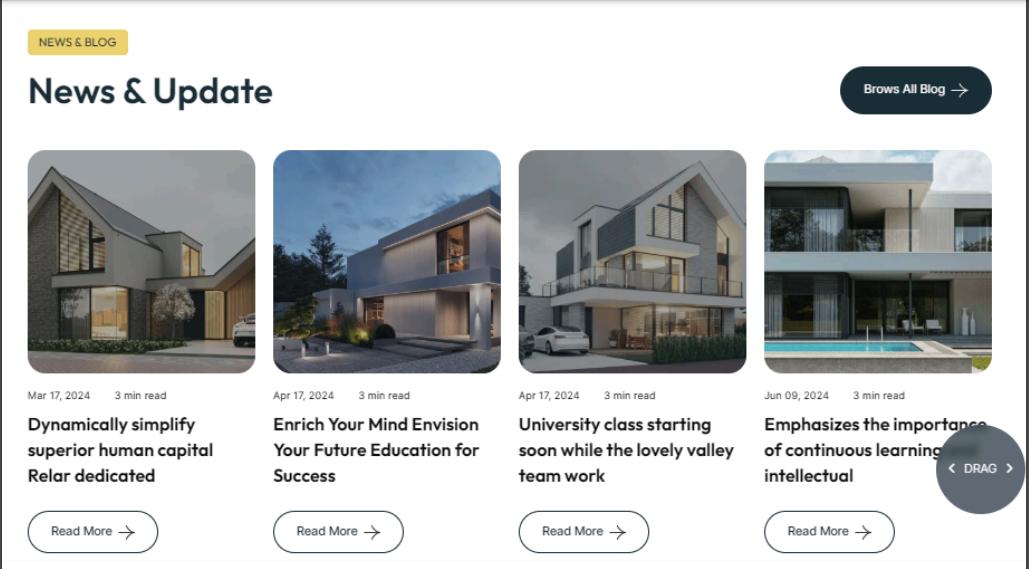 NEWS & BLOG
News & Update
Brows All Blog
Mar 17, 2024 3 min read
Dynamically simplify
superior human capital
Relar dedicated
Read More
Apr 17, 2024 3 min read
Enrich Your Mind Envision
Your Future Education for
Success
Read More
Apr 17, 2024 3 min read
University class starting
soon while the lovely valley
team work
Read More
Jun 09, 2024 3 min read
Emphasizes the importance
of continuous learning and
intellectual
Read More
DRAG